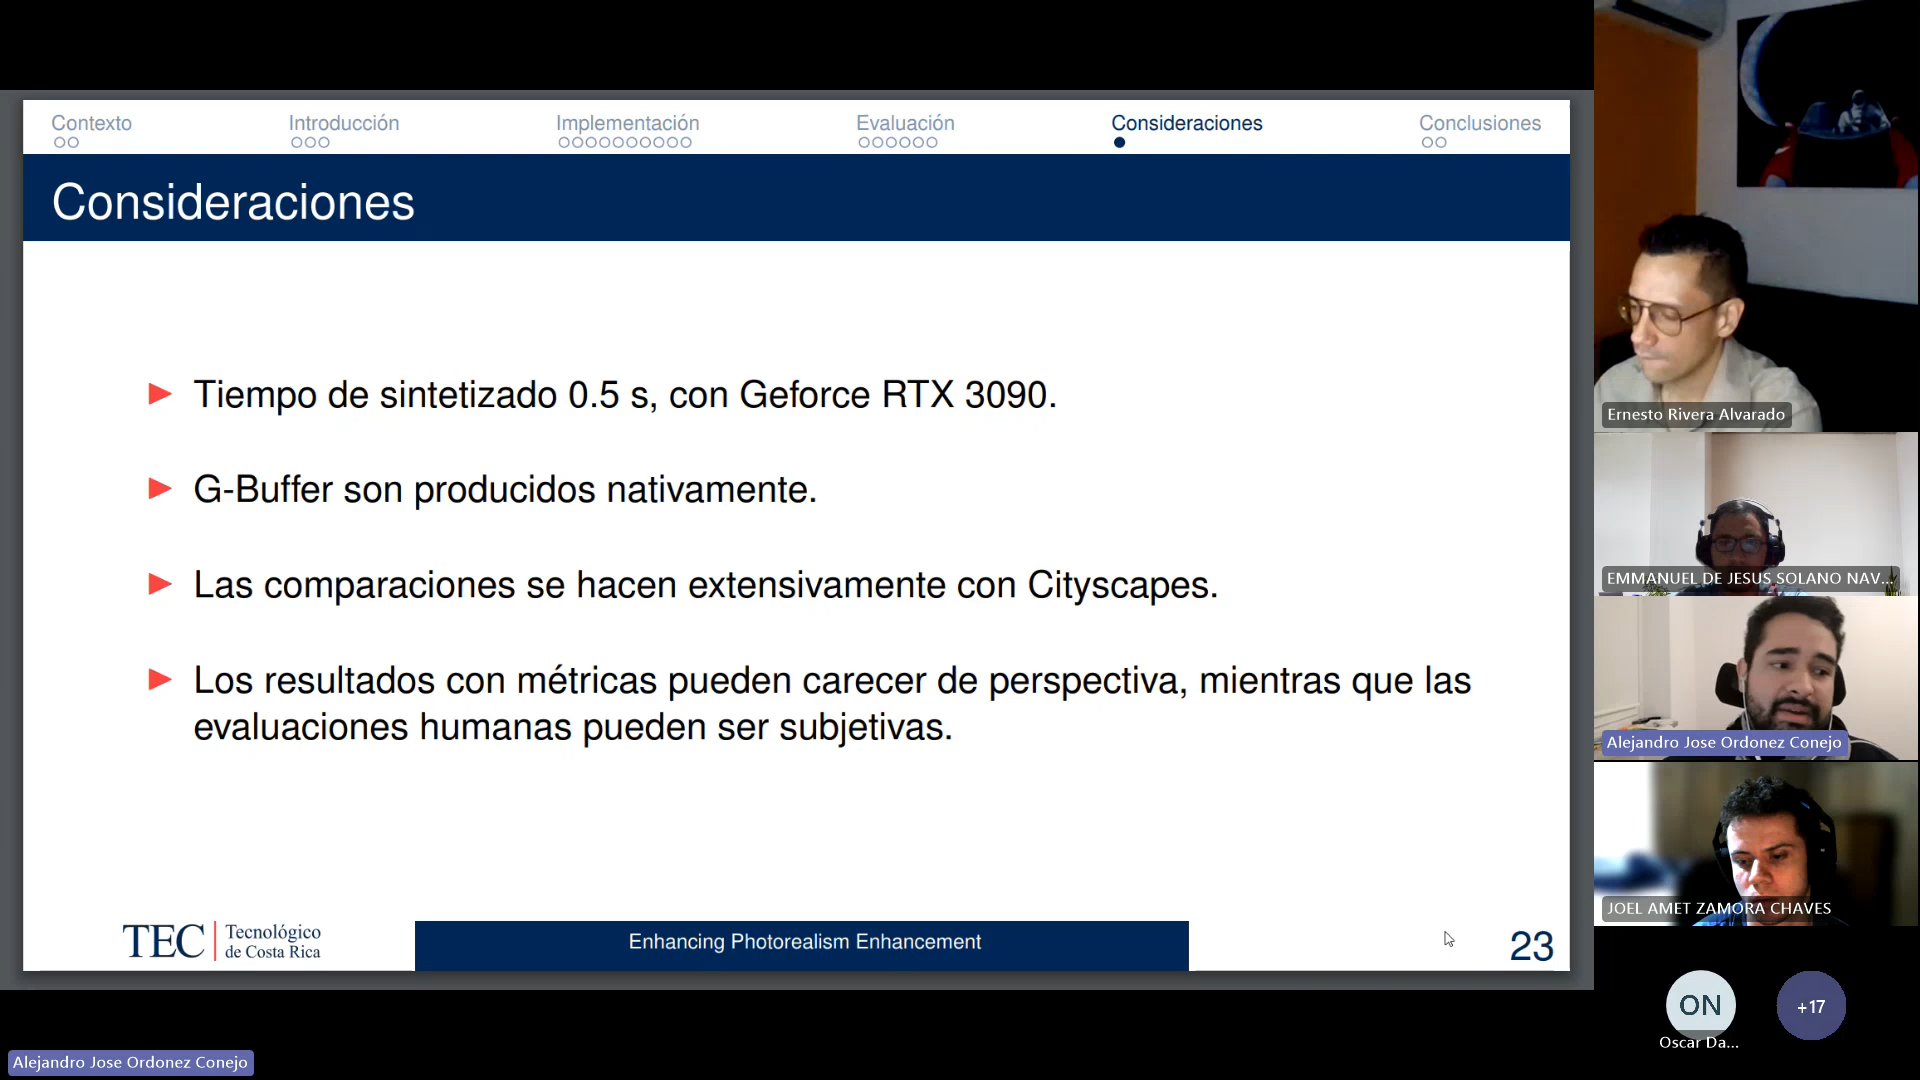 Contexto
Introducción
Implementación
Evaluación
Consideraciones
Conclusiones
Consideraciones
Tiempo de sintetizado 0.5 s, con Geforce RTX 3090.
G-Buffer son producidos nativamente.
Las comparaciones se hacen extensivamente con Cityscapes.
Los resultados con métricas pueden carecer de perspectiva, mientras que las
evaluaciones humanas pueden ser subjetivas.
TEC
Tecnológico
de Costa Rica
Enhancing Photorealism Enhancement
23
Ernesto Rivera Alvarado
EMMANUEL DE JESUS SOLANO NAV...
Alejandro Jose Ordonez Conejo
JOEL AMET ZAMORA CHAVES
ON
+17
Oscar Da...
Alejandro Jose Ordonez Conejo